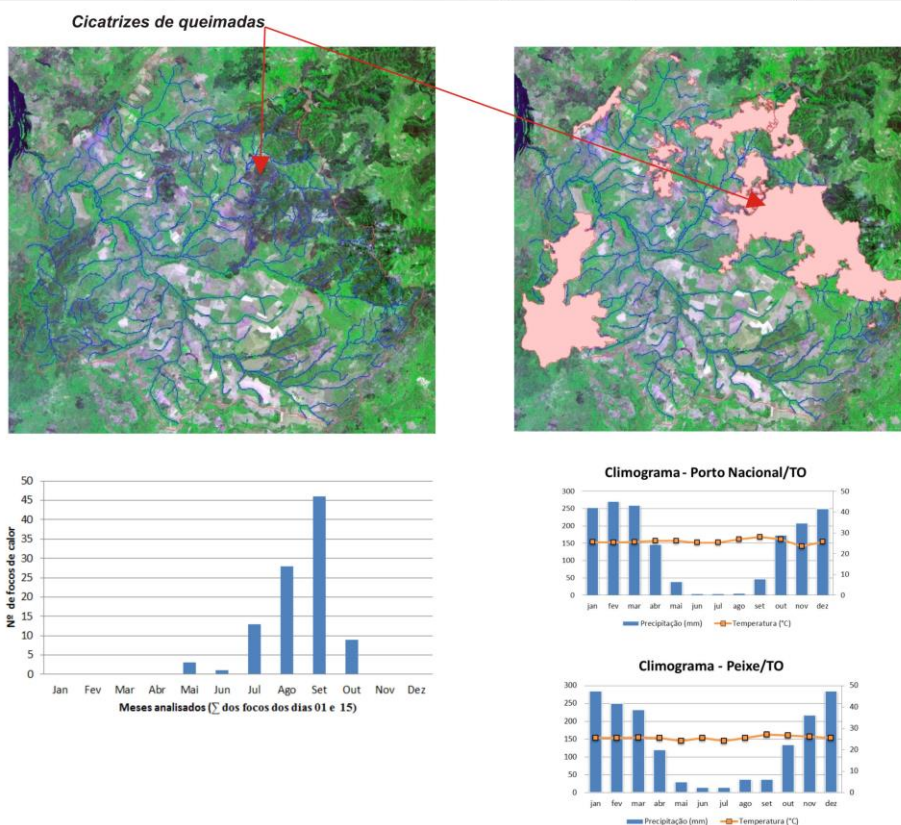 Cicatrizes de queimadas
50
45
40
35
30
25
20
15
10
5
0
Nº de focos de calor
Jan Fev Mar Abr Mai Jun Jul Ago Set Out Nov Dez
Meses analisados (∑ dos focos dos dias 01 e 15)
Climograma - Porto Nacional/TO
300 50
250 40
200 30
150
100 20
50 10
0 0
jan fev mar abr mai jun jul ago set out nov dez
Precipitação (mm) Temperatura (°C)
Climograma - Peixe/TO
300 50
250 40
200 30
150
100 20
50 10
0 0
jan fev mar abr mai jun jul ago set out nov dez
Precipitação (mm) Temperatura (°C)